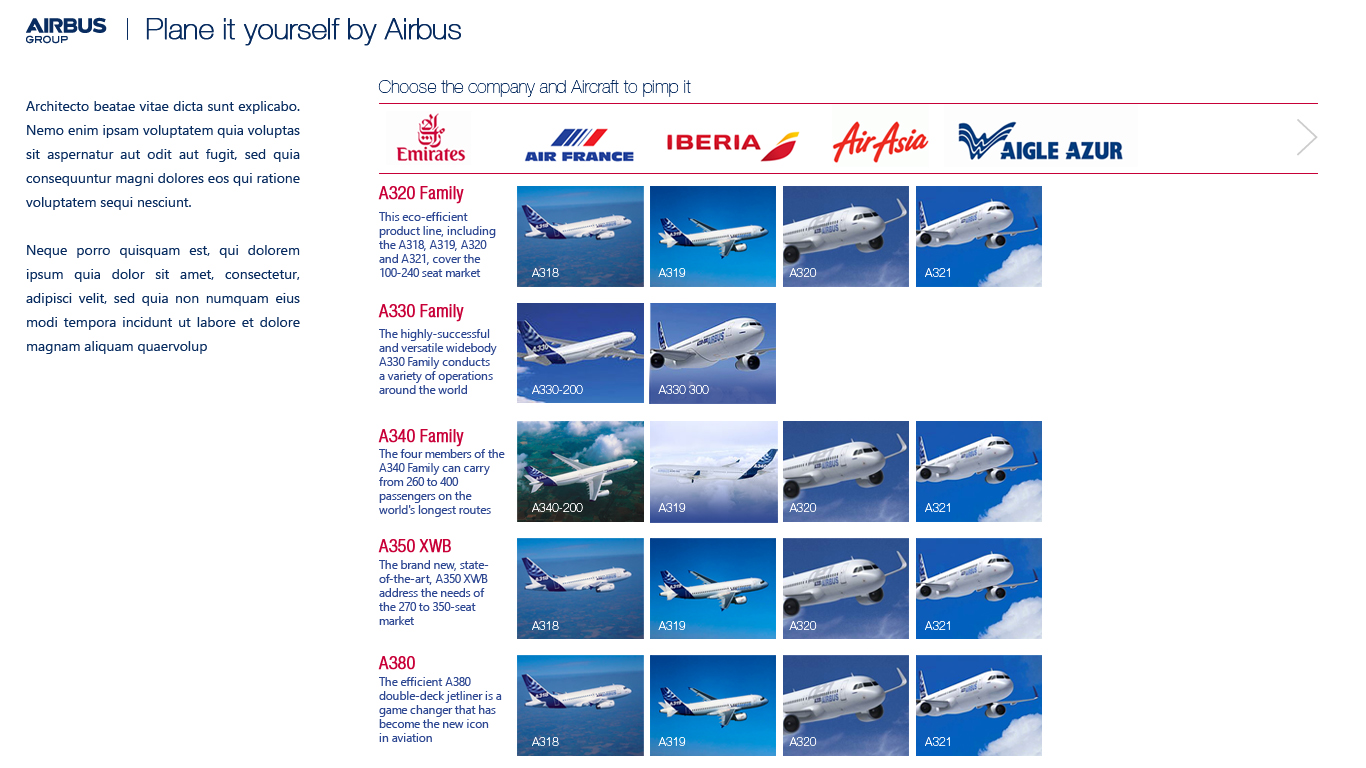 AIRBUS
GROUP
Plane it yourself by Airbus
Architecto beatae vitae dicta sunt explicabo.
Nemo enim ipsam voluptatem quia voluptas
sit aspernatur aut odit aut fugit, sed quia
consequuntur magni dolores eos qui ratione
voluptatem sequi nesciunt.
Neque porro quisquam est, qui dolorem
ipsum quia dolor sit amet, consectetur,
adipisci velit, sed quia non numquam eius
modi tempora incidunt ut labore et dolore
magnam aliquam quaervolup
Choose the company and Aircraft to pimp it
Emirates
AIR FRANCE
IBERIA
AirAsia
AIGLE AZUR
A320 Family
This eco-efficient
product line, including
the A318, A319, A320
and A321, cover the
100-240 seat market
A318
A319
A320
A321
A330 Family
The highly-successful
and versatile widebody
A330 Family conducts
a variety of operations
around the world
A330-200
A330 300
A340 Family
The four members of the
A340 Family can carry
from 260 to 400
passengers on the
world's longest routes
A340-200
A319
A320
A321
A350 XWB
The brand new, state-
of-the-art, A350 XWB
address the needs of
the 270 to 350-seat
market
A318
A319
A320
A321
A380
The efficient A380
double-deck jetliner is a
game changer that has
become the new icon
in aviation
A318
A319
A320
A321